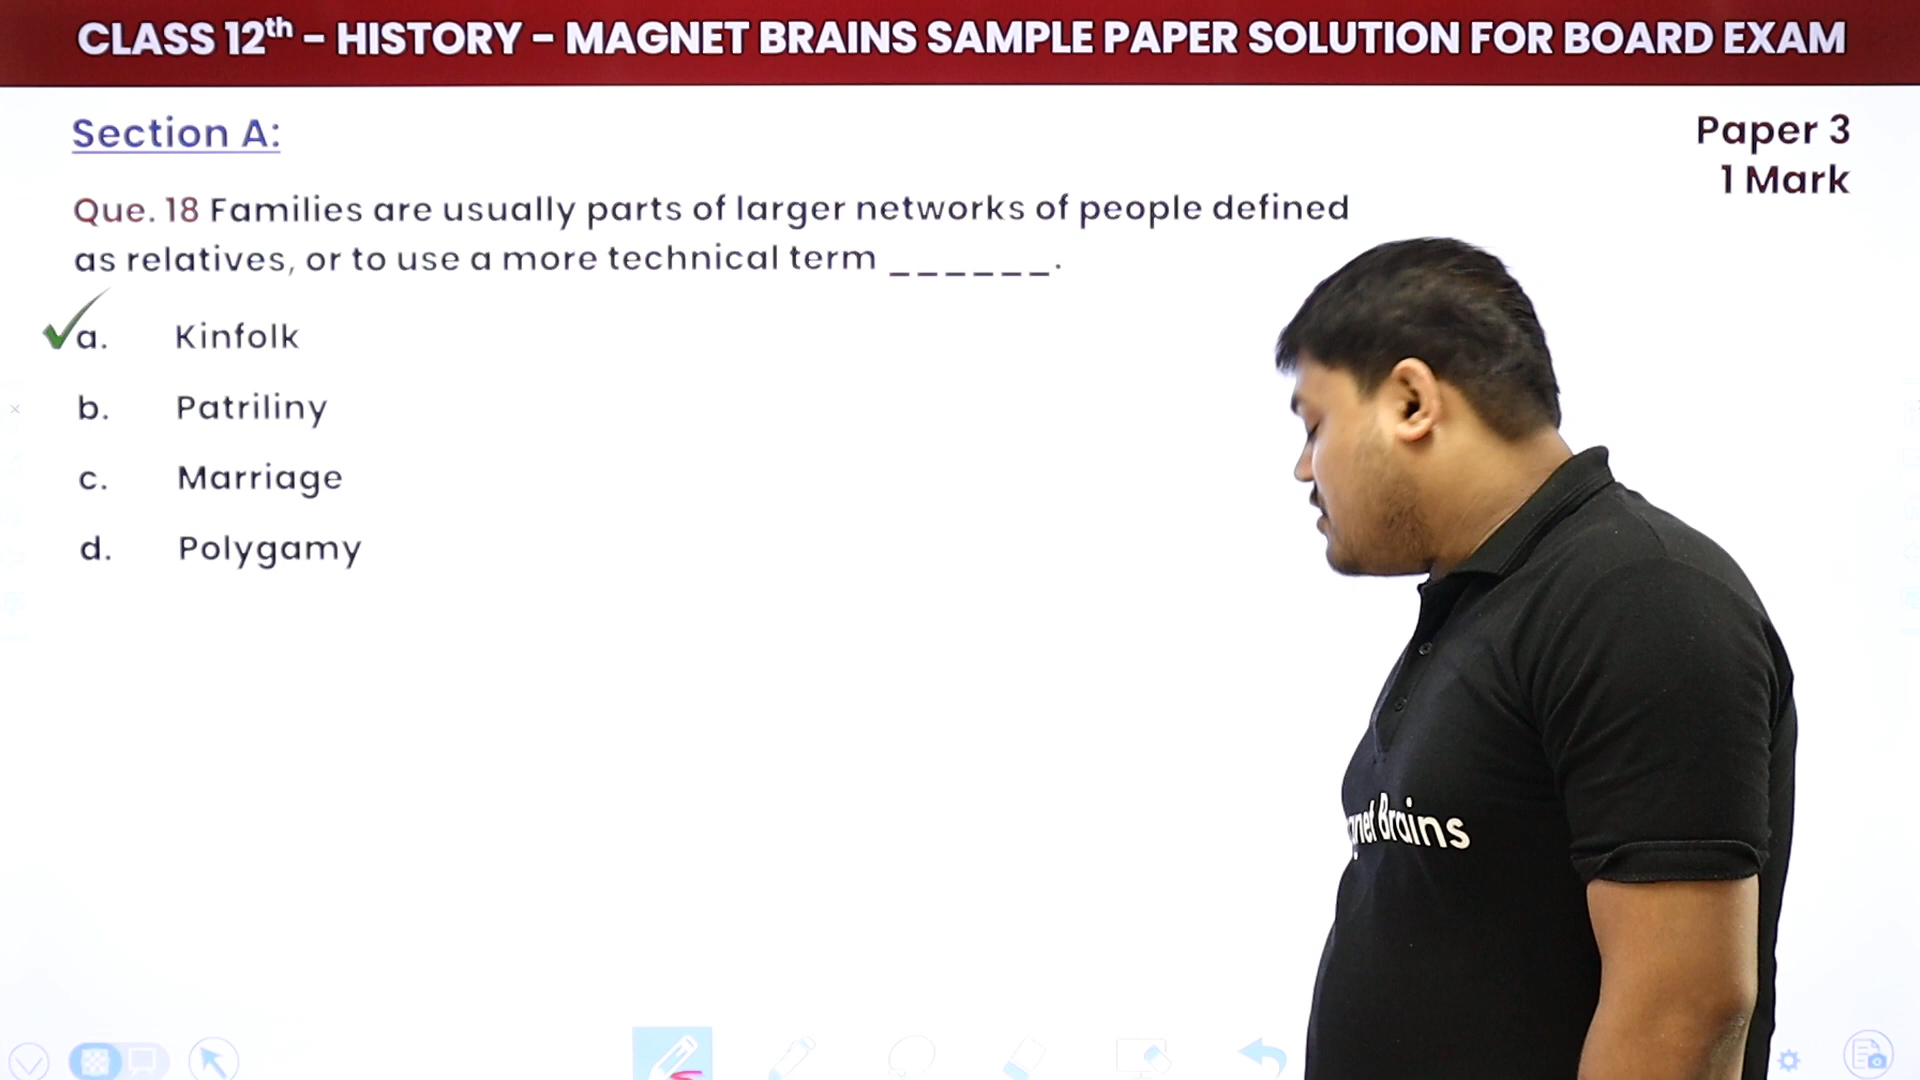 CLASS 12th - HISTORY - MAGNET BRAINS SAMPLE PAPER SOLUTION FOR BOARD EXAM
Section A:
Paper 3
1 Mark
Que. 18 Families are usually parts of larger networks of people defined
as relatives, or to use a more technical term ______.
a. Kinfolk
b. Patriliny
c. Marriage
d. Polygamy
Brains